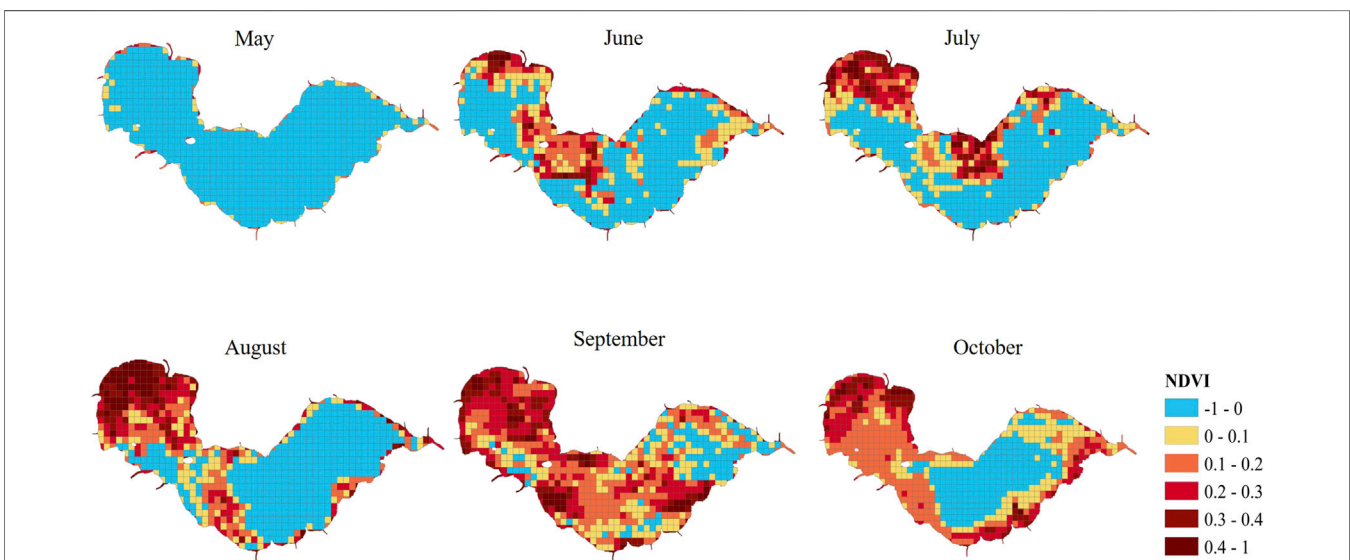 May
June
July
August
September
October
NDVI
-1 - 0
0 - 0.1
0.1 - 0.2
0.2 - 0.3
0.3 - 0.4
0.4 - 1